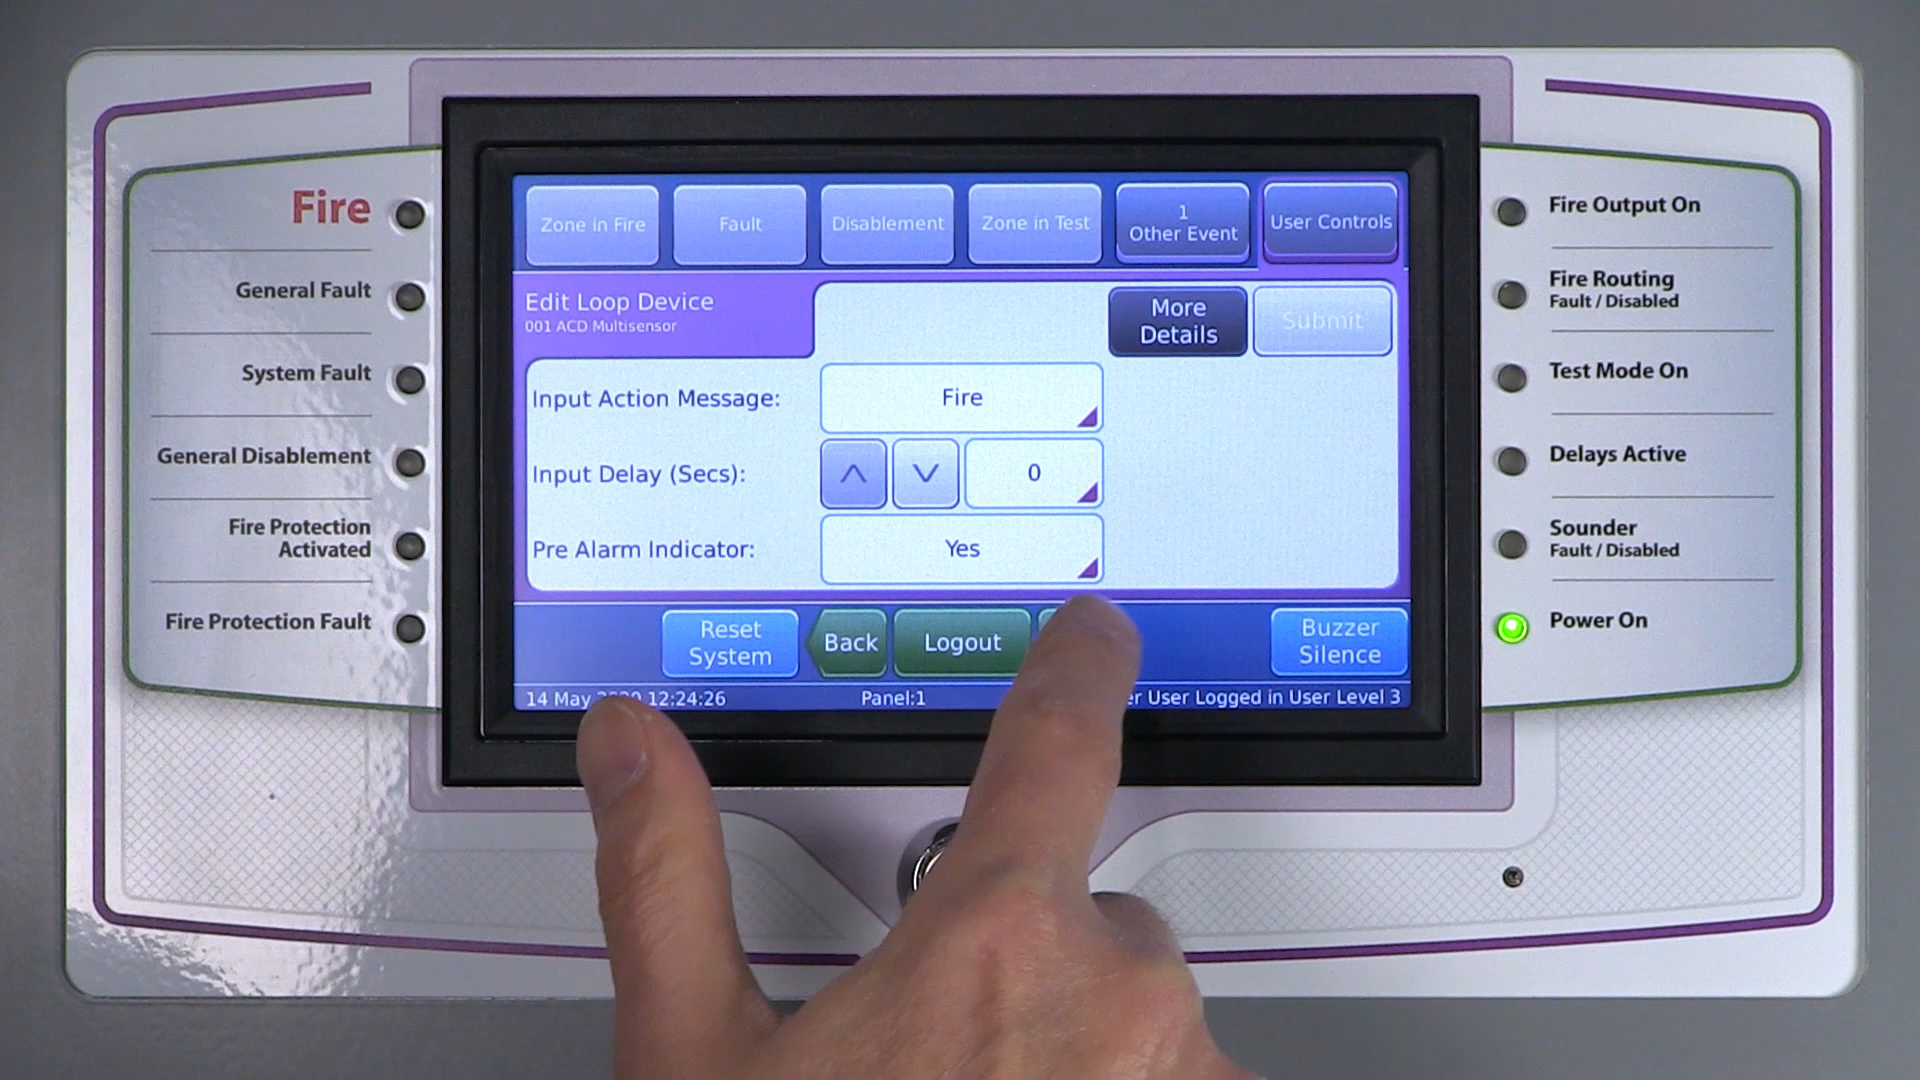 Fire
General Fault
System Fault
General Disablement
Fire Protection
Activated
Fire Protection Fault
Zone in Fire
Fault
Disablement
Zone in Test
1
Other Event
User Controls
Edit Loop Device
001 ACD Multisensor
More
Details
Submit
Input Action Message:
Fire
Input Delay (Secs):
0
Pre Alarm Indicator:
Yes
Reset
System
Back
Logout
Buzzer
Silence
14 May 12:24:26
Panel:1
User Logged in User Level 3
Fire Output On
Fire Routing
Fault / Disabled
Test Mode On
Delays Active
Sounder
Fault / Disabled
Power On